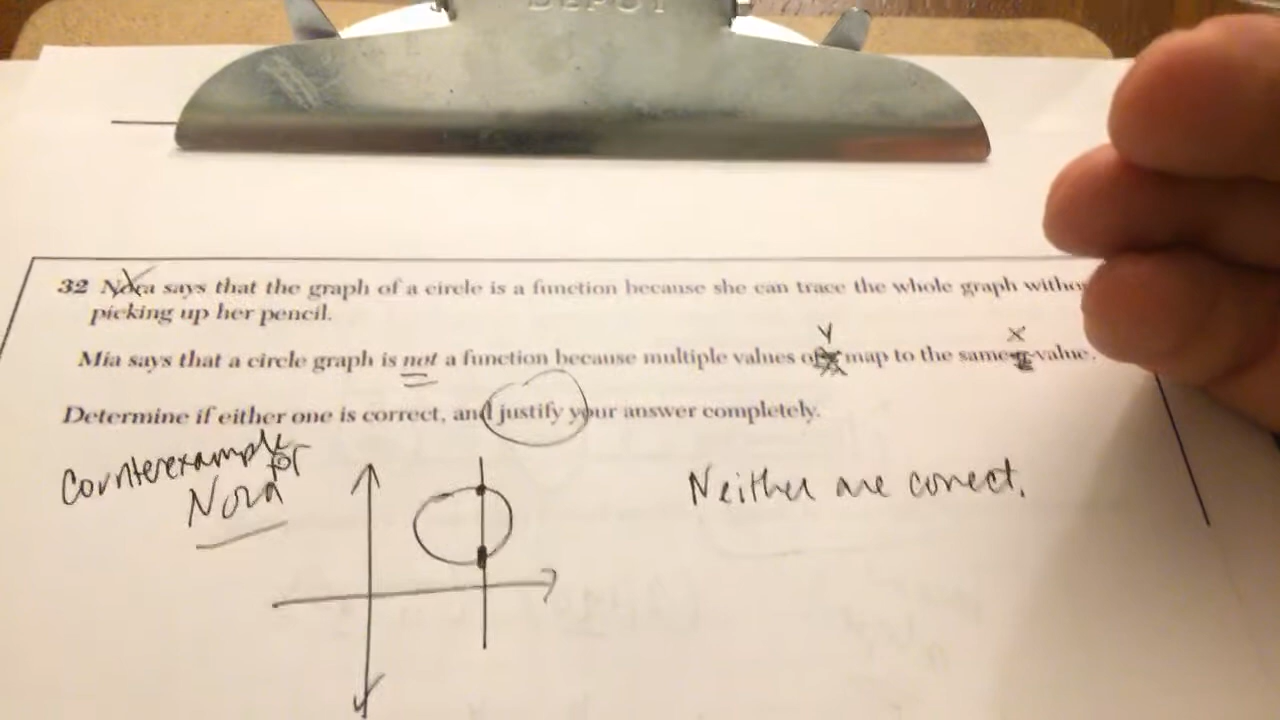 DEPOT
32 Nora says that the graph of a circle is a function because she can trace the whole graph witho
picking up her pencil.
y x
Mia says that a circle graph is not a function because multiple values of map to the same -value.
Determine if either one is correct, and justify your answer completely.
Counterexample
for
Nora
Neither are correct.